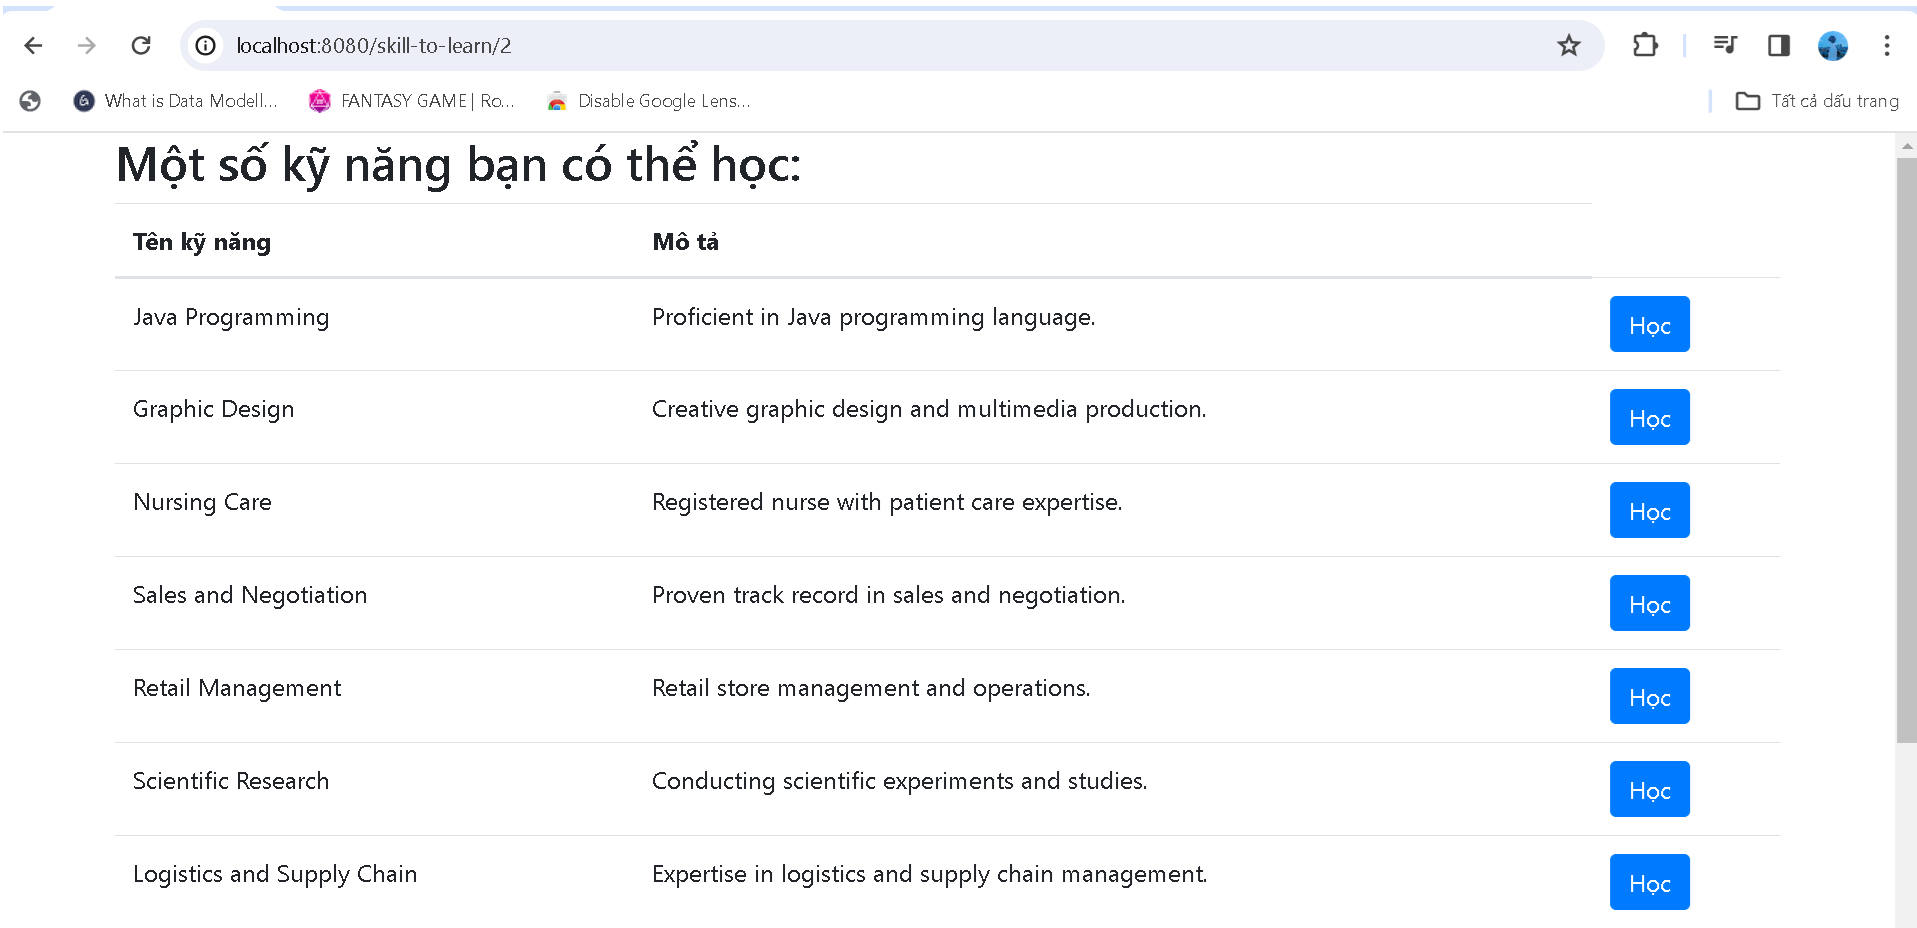 localhost:8080/skill-to-learn/2
What is Data Modell... FANTASY GAME | Ro... Disable Google Lens... Tất cả dấu trang
Một số kỹ năng bạn có thể học:
Tên kỹ năng Mô tả
Java Programming Proficient in Java programming language. Học
Graphic Design Creative graphic design and multimedia production. Học
Nursing Care Registered nurse with patient care expertise. Học
Sales and Negotiation Proven track record in sales and negotiation. Học
Retail Management Retail store management and operations. Học
Scientific Research Conducting scientific experiments and studies. Học
Logistics and Supply Chain Expertise in logistics and supply chain management. Học